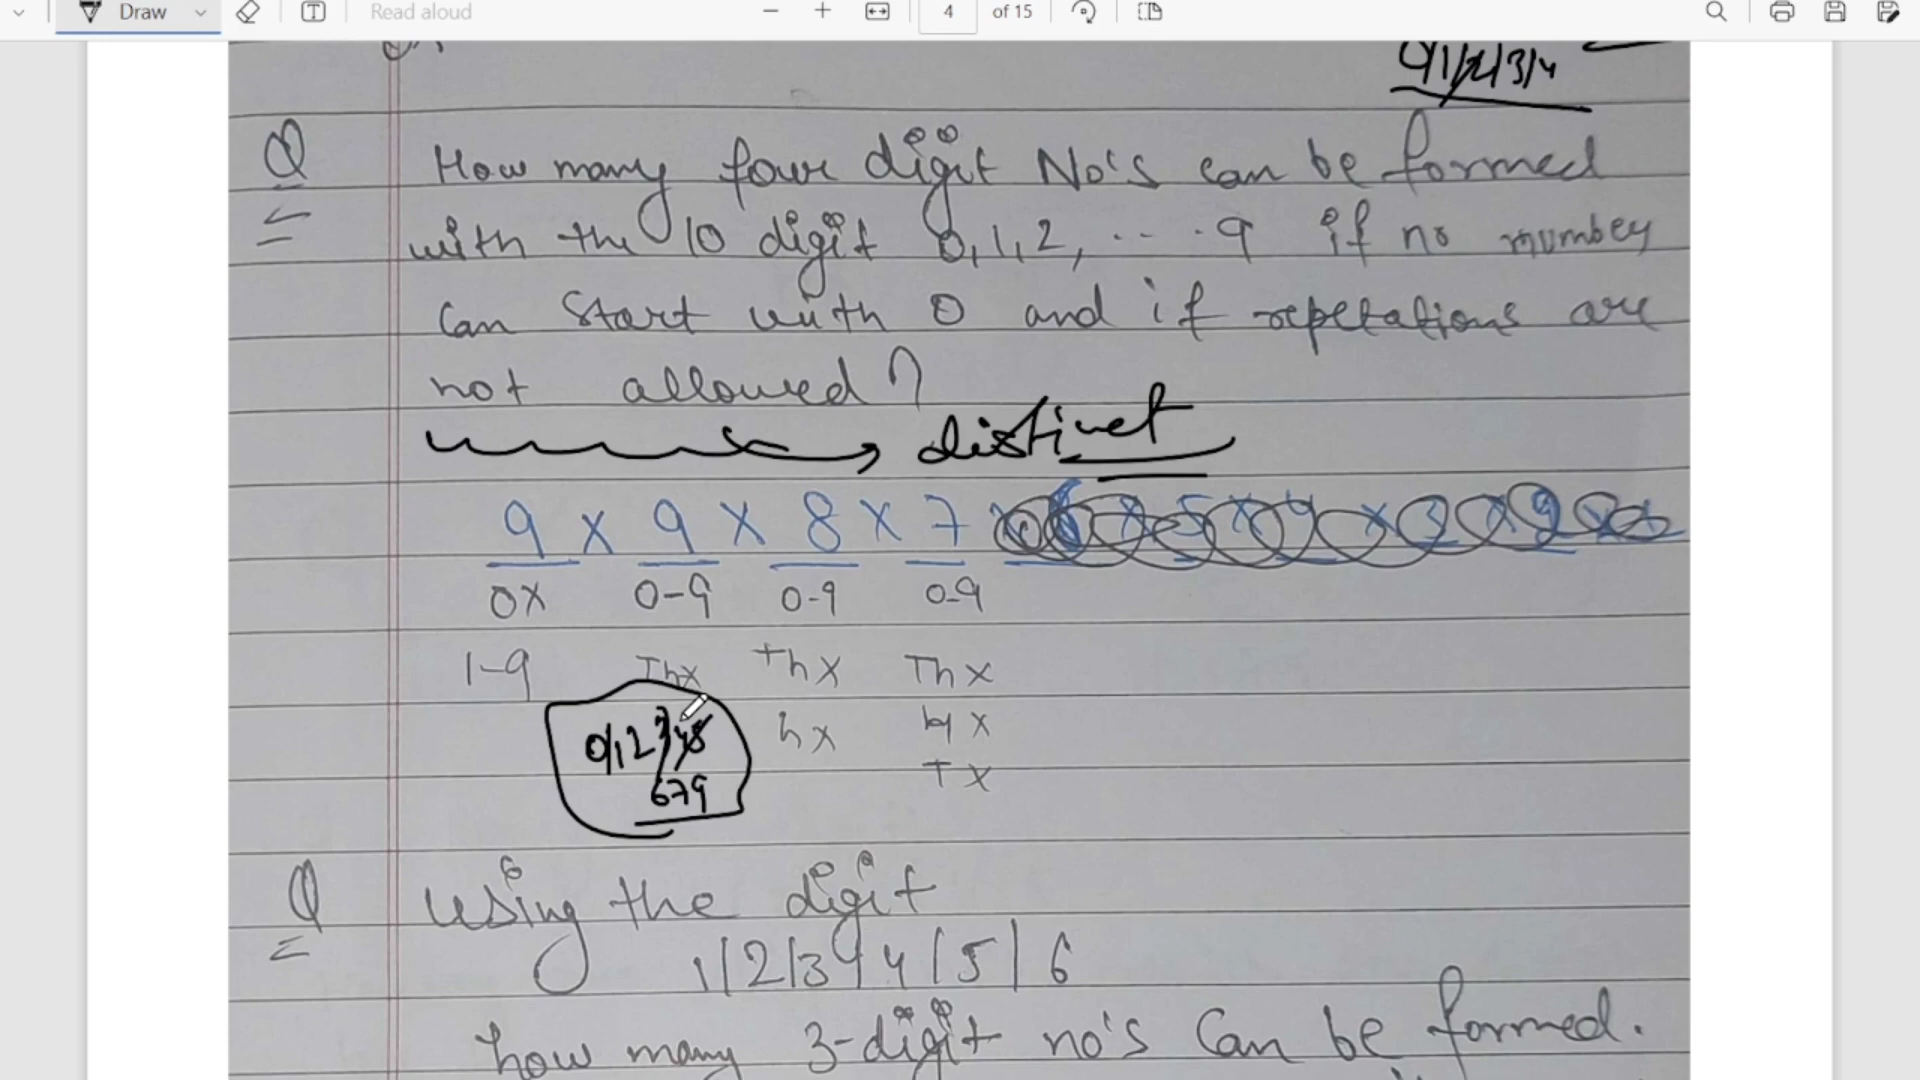 Draw
Read aloud
4 of 15
0/1/2/3/4
Q How many four digit No's can be formed
with the 10 digit 0,1,2, ... 9 if no number
can start with 0 and if repetations are
not allowed?
distinct
9 x 9 x 8 x 7
0x 0-9 0-9 0-9
1-9 Thx Thx Thx
hx Hx
Tx
0/1 2 3 4 5
6 7 9
Q Using the digit
1/2/3/4/5/6
how many 3-digit no's can be formed.